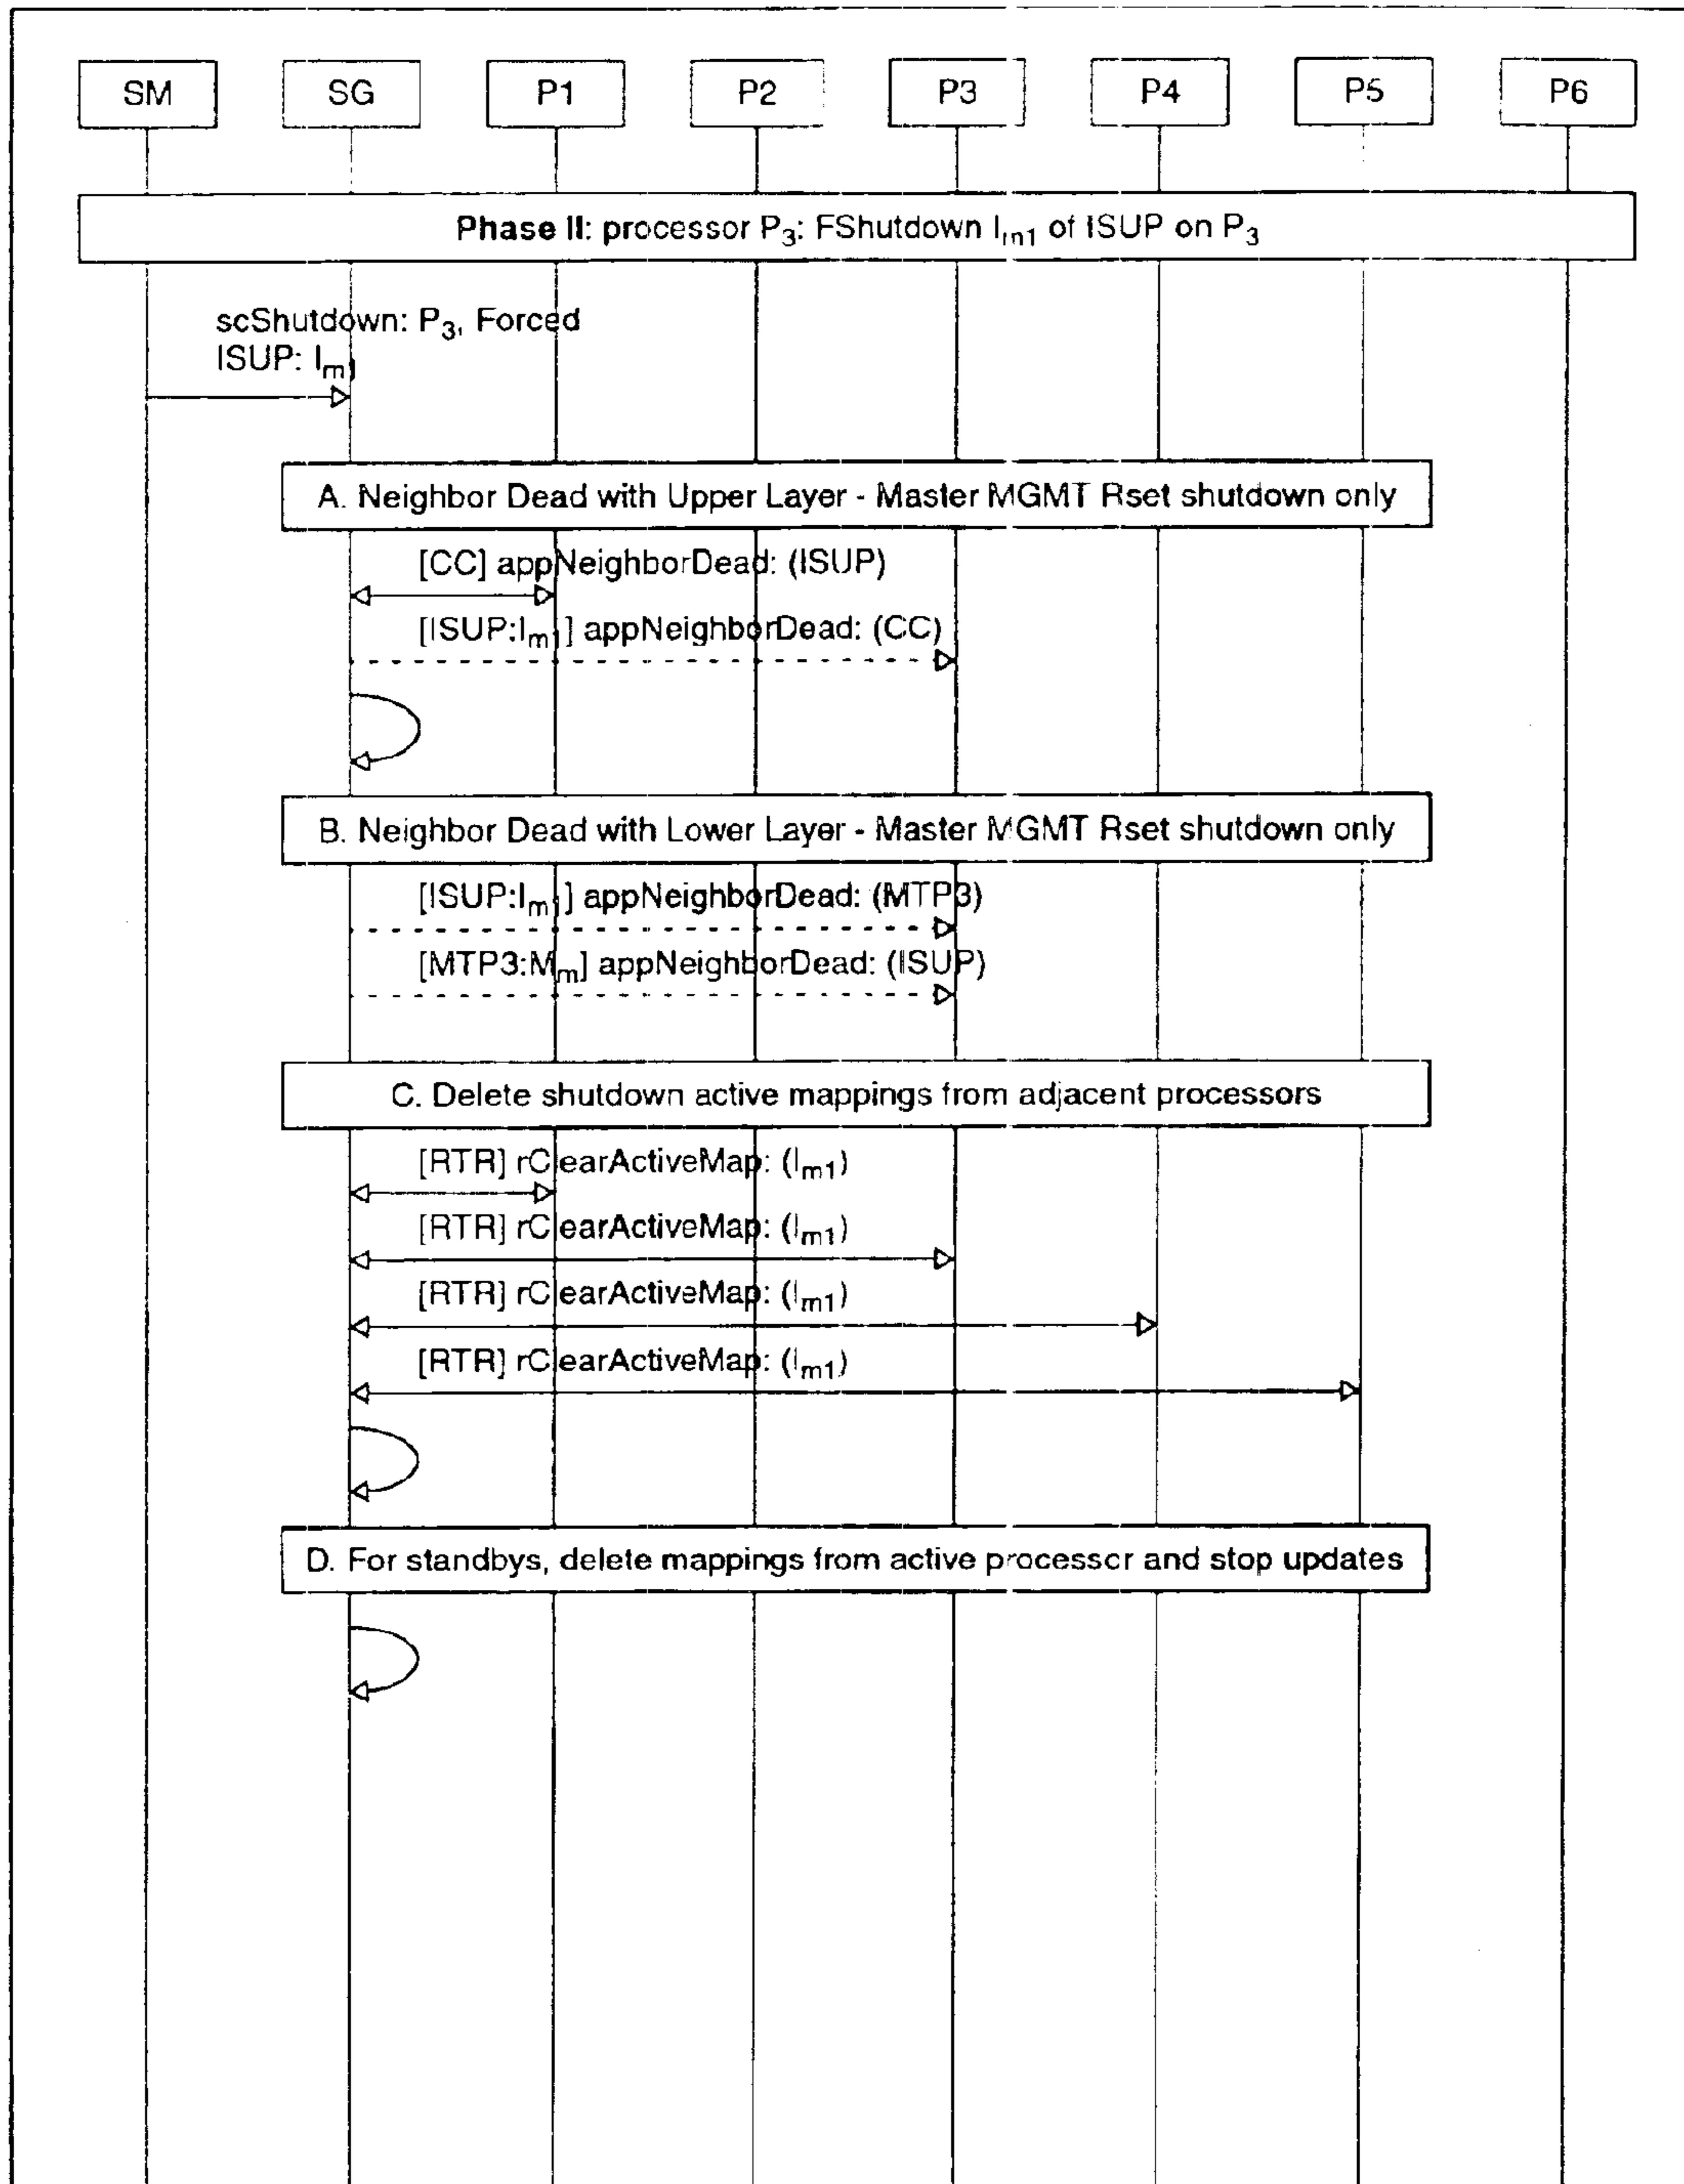 SM SG P1 P2 P3 P4 P5 P6
Phase II: processor P3: FShutdown Im1 of ISUP on P3
scShutdown: P3, Forced
ISUP: Im1
A. Neighbor Dead with Upper Layer - Master MGMT Rset shutdown only
[CC] appNeighborDead: (ISUP)
[ISUP:Im1] appNeighborDead: (CC)
B. Neighbor Dead with Lower Layer - Master MGMT Rset shutdown only
[ISUP:Im1] appNeighborDead: (MTP3)
[MTP3:Mm] appNeighborDead: (ISUP)
C. Delete shutdown active mappings from adjacent processors
[RTR] rClearActiveMap: (Im1)
[RTR] rClearActiveMap: (Im1)
[RTR] rClearActiveMap: (Im1)
[RTR] rClearActiveMap: (Im1)
D. For standbys, delete mappings from active processor and stop updates